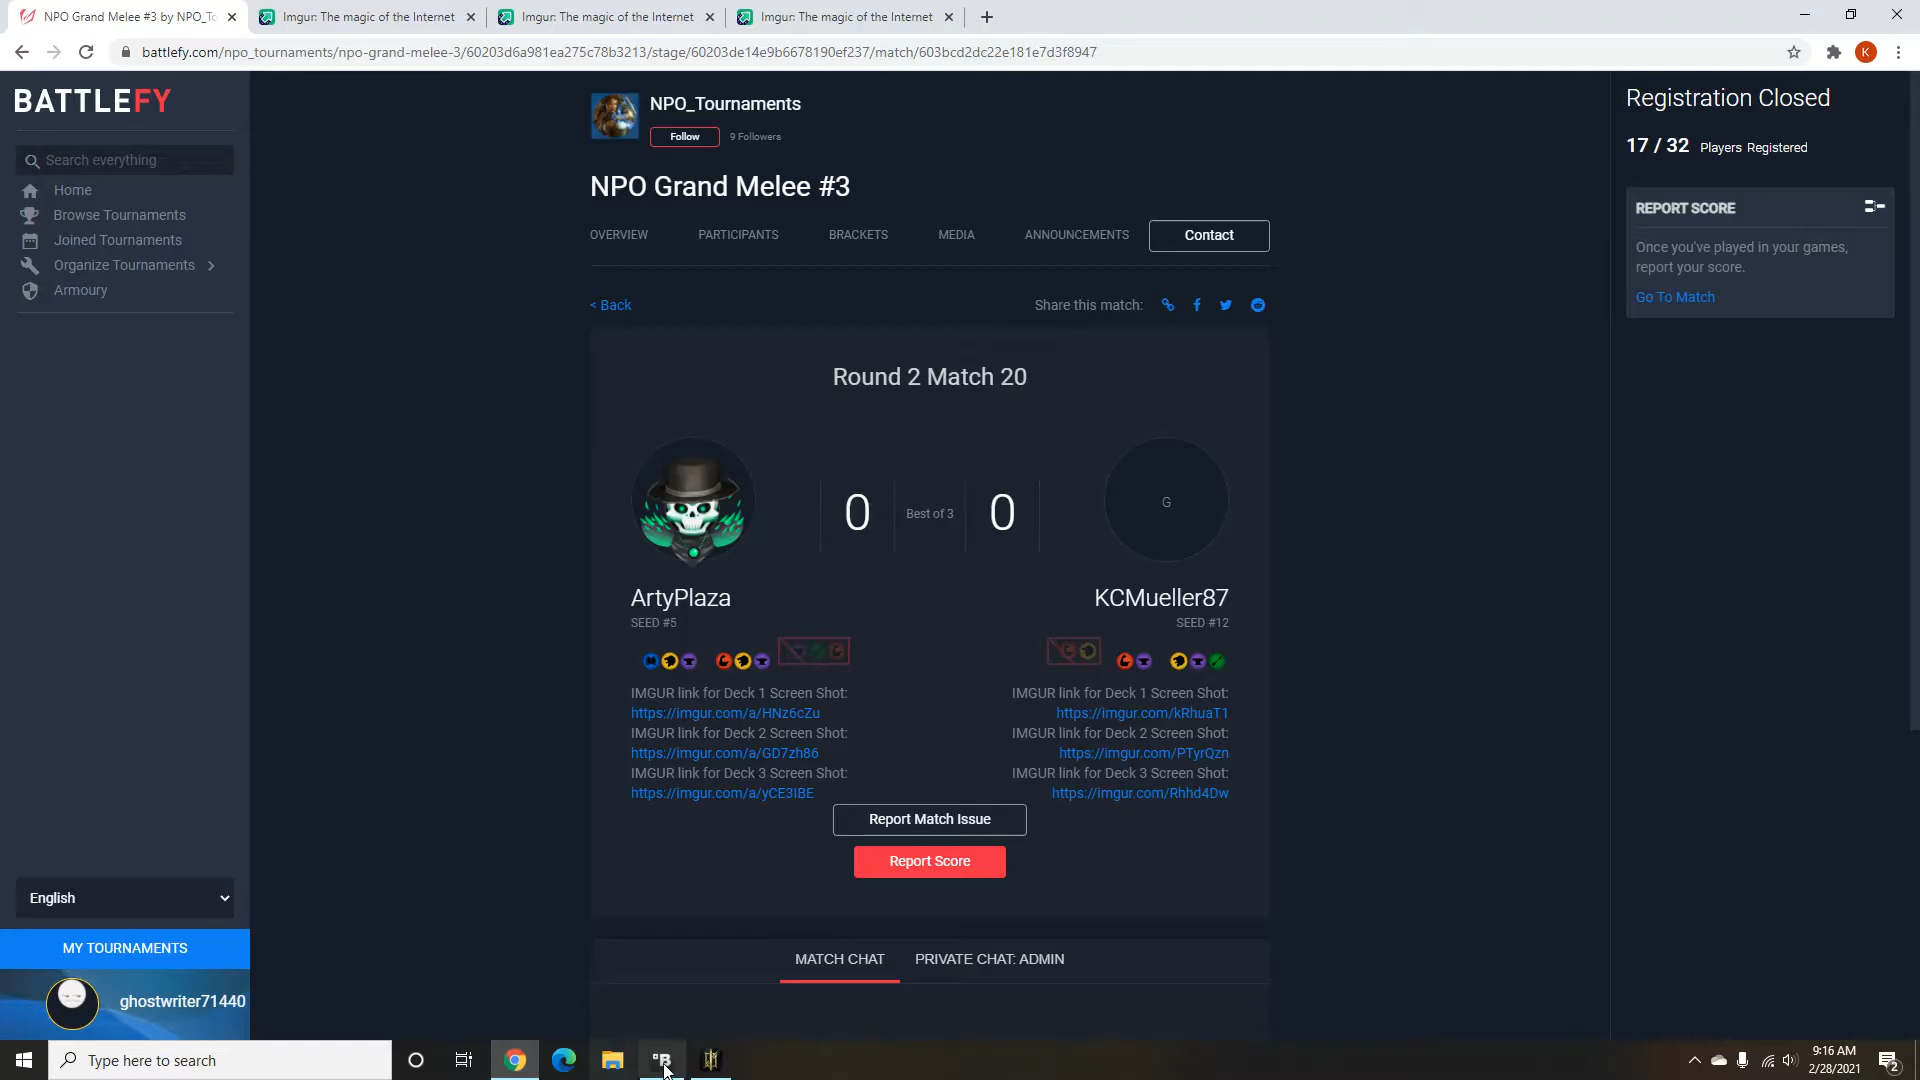 NPO Grand Melee #3 by NPO_To
Imgur: The magic of the Internet
Imgur: The magic of the Internet
Imgur: The magic of the Internet
battlefy.com/npo_tournaments/npo-grand-melee-3/60203d6a981ea275c78b3213/stage/60203de14e9b6678190ef237/match/603bcd2dc22e181e7d3f8947
K
BATTLEFY
Search everything
Home
Browse Tournaments
Joined Tournaments
Organize Tournaments
Armoury
English
MY TOURNAMENTS
ghostwriter71440
NPO_Tournaments
Follow
9 Followers
NPO Grand Melee #3
OVERVIEW
PARTICIPANTS
BRACKETS
MEDIA
ANNOUNCEMENTS
Contact
< Back
Share this match:
Round 2 Match 20
0
Best of 3
0
G
ArtyPlaza
SEED #5
KCMueller87
SEED #12
IMGUR link for Deck 1 Screen Shot:
https://imgur.com/a/HNz6cZu
IMGUR link for Deck 2 Screen Shot:
https://imgur.com/a/GD7zh86
IMGUR link for Deck 3 Screen Shot:
https://imgur.com/a/yCE3IBE
IMGUR link for Deck 1 Screen Shot:
https://imgur.com/kRhuaT1
IMGUR link for Deck 2 Screen Shot:
https://imgur.com/PTyrQzn
IMGUR link for Deck 3 Screen Shot:
https://imgur.com/Rhhd4Dw
Report Match Issue
Report Score
MATCH CHAT
PRIVATE CHAT: ADMIN
Registration Closed
17 / 32 Players Registered
REPORT SCORE
Once you've played in your games,
report your score.
Go To Match
Type here to search
°B
9:16 AM
2/28/2021
2